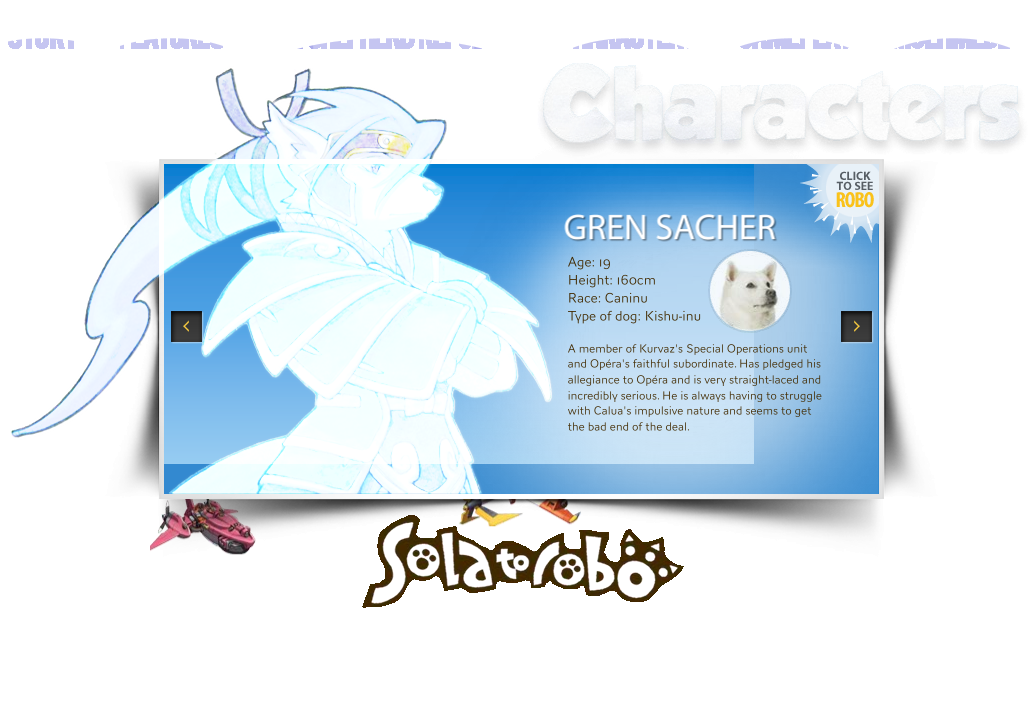 Characters
CLICK
TO SEE
ROBO
GREN SACHER
Age: 19
Height: 160cm
Race: Caninu
Type of dog: Kishu-inu
A member of Kurvaz's Special Operations unit
and Opéra's faithful subordinate. Has pledged his
allegiance to Opéra and is very straight-laced and
incredibly serious. He is always having to struggle
with Calua's impulsive nature and seems to get
the bad end of the deal.
Solatorobo